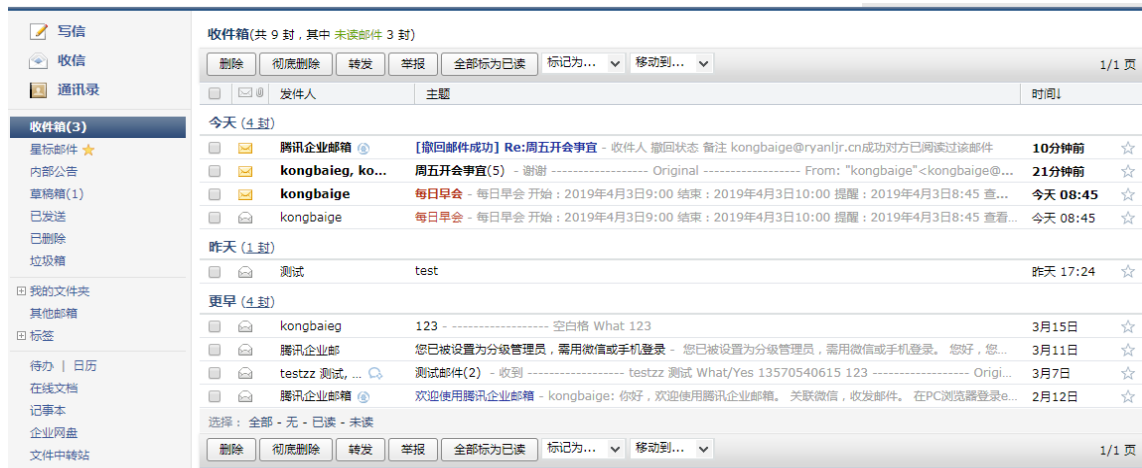 写信
收信
通讯录
收件箱(3)
星标邮件
内部公告
草稿箱(1)
已发送
已删除
垃圾箱
我的文件夹
其他邮箱
标签
待办 | 日历
在线文档
记事本
企业网盘
文件中转站
收件箱(共 9 封，其中 未读邮件 3 封)
删除 彻底删除 转发 举报 全部标为已读 标记为... 移动到... 1/1 页
发件人 主题 时间↓
今天 (4 封)
腾讯企业邮箱 [撤回邮件成功] Re:周五开会事宜 - 收件人 撤回状态 备注 kongbaige@ryanljr.cn成功对方已阅读过该邮件 10分钟前
kongbaieg, ko... 周五开会事宜(5) - 谢谢 ------------------ Original ------------------ From: "kongbaige"<kongbaige@... 21分钟前
kongbaige 每日早会 - 每日早会 开始：2019年4月3日9:00 结束：2019年4月3日10:00 提醒：2019年4月3日8:45 查... 今天 08:45
kongbaige 每日早会 - 每日早会 开始：2019年4月3日9:00 结束：2019年4月3日10:00 提醒：2019年4月3日8:45 查看... 今天 08:45
昨天 (1 封)
测试 test 昨天 17:24
更早 (4 封)
kongbaieg 123 - ------------------ 空白格 What 123 3月15日
腾讯企业邮 您已被设置为分级管理员，需用微信或手机登录 - 您已被设置为分级管理员，需用微信或手机登录。 您好，您... 3月11日
testzz 测试, ... 测试邮件(2) - 收到 ------------------ testzz 测试 What/Yes 13570540615 123 ------------------ Origi... 3月7日
腾讯企业邮箱 欢迎使用腾讯企业邮箱 - kongbaige: 你好，欢迎使用腾讯企业邮箱。 关联微信，收发邮件。 在PC浏览器登录e... 2月12日
选择： 全部 - 无 - 已读 - 未读
删除 彻底删除 转发 举报 全部标为已读 标记为... 移动到... 1/1 页